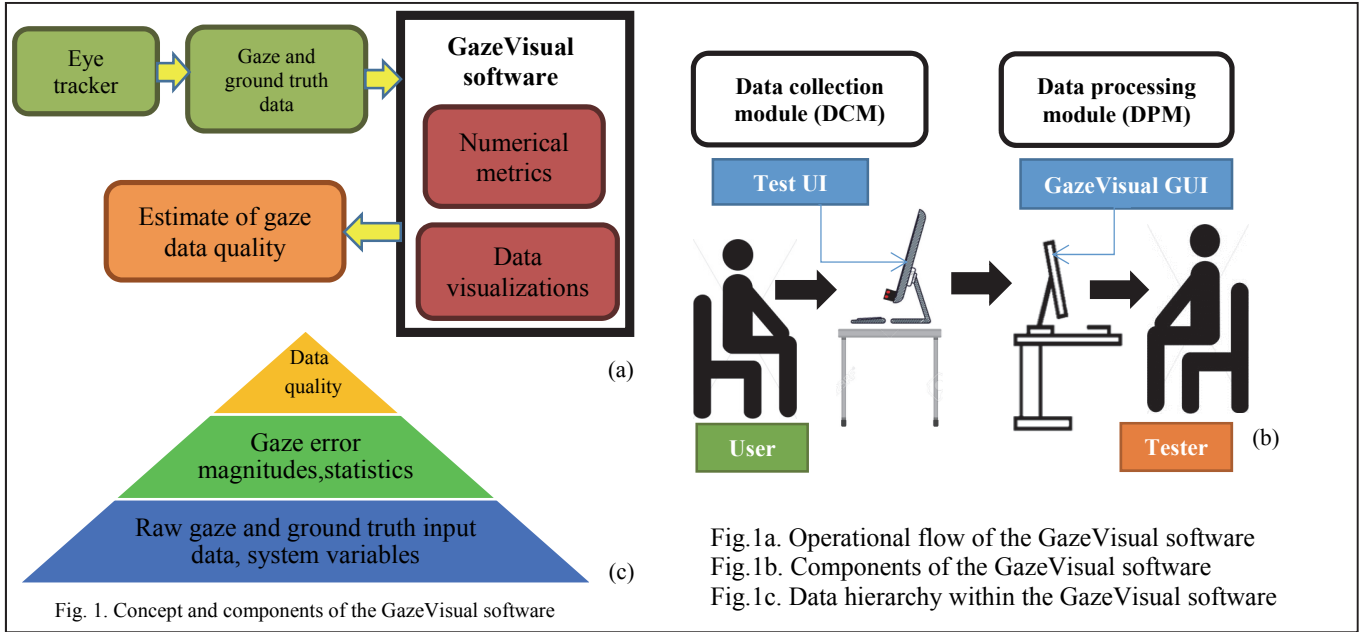 Eye
tracker
Gaze and
ground truth
data
GazeVisual
software
Numerical
metrics
Data
visualizations
Estimate of gaze
data quality
(a)
Data collection
module (DCM)
Data processing
module (DPM)
Test UI
GazeVisual GUI
User
Tester
(b)
Data
quality
Gaze error
magnitudes,statistics
Raw gaze and ground truth input
data, system variables
(c)
Fig. 1. Concept and components of the GazeVisual software
Fig.1a. Operational flow of the GazeVisual software
Fig.1b. Components of the GazeVisual software
Fig.1c. Data hierarchy within the GazeVisual software